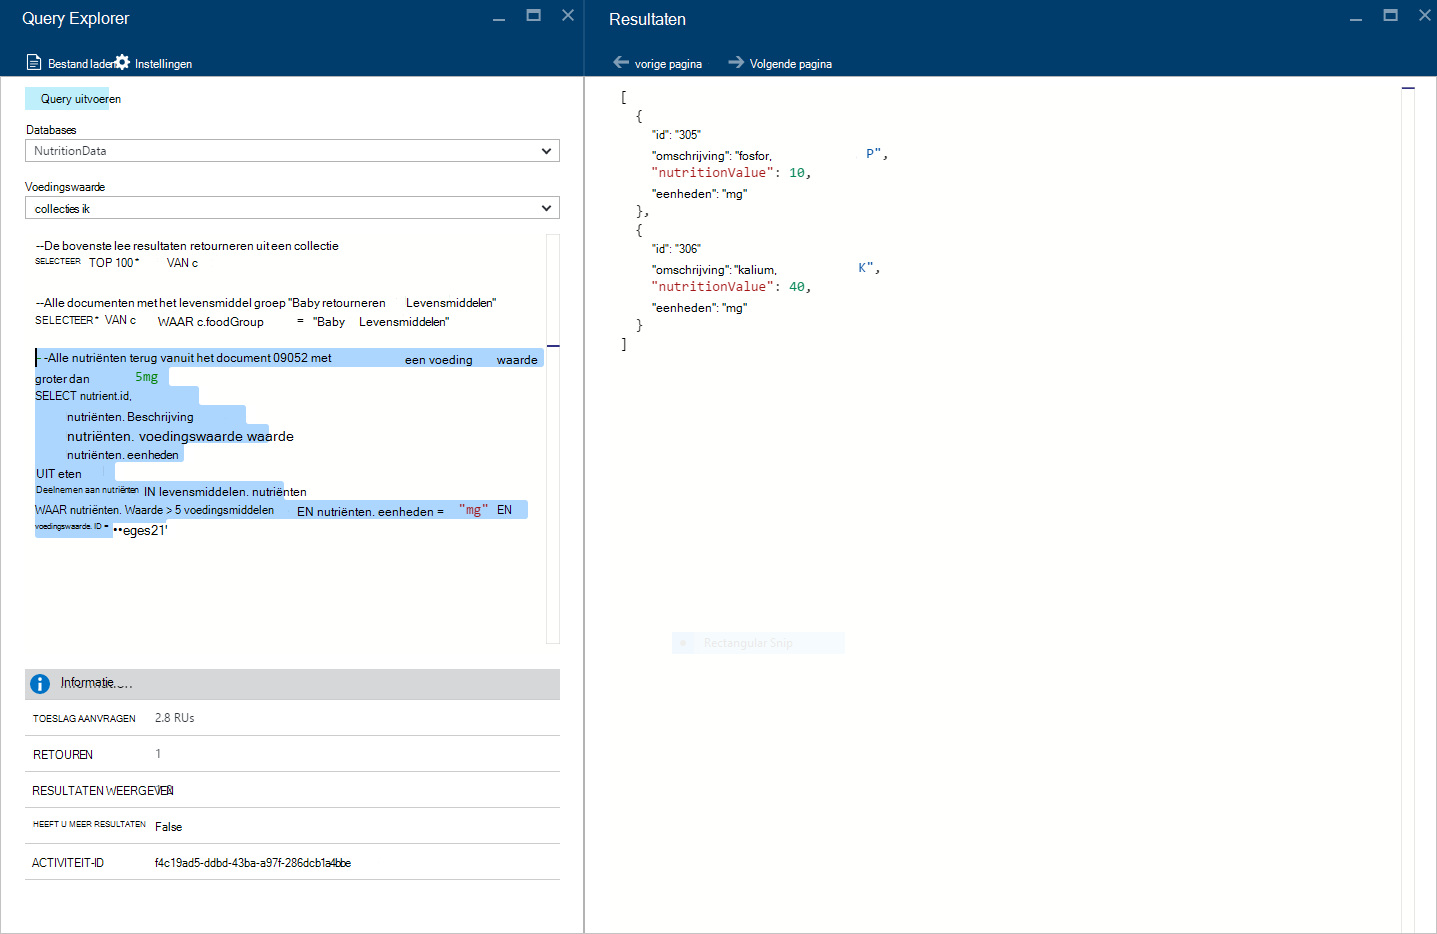 Query Explorer
Bestand laden Instellingen
Query uitvoeren
Databases
NutritionData
Voedingswaarde
collecties ik
--De bovenste lee resultaten retourneren uit een collectie
SELECTEER TOP 100 * VAN c
--Alle documenten met het levensmiddel groep "Baby retourneren Levensmiddelen"
SELECTEER * VAN c WAAR c.foodGroup = "Baby Levensmiddelen"
--Alle nutriënten terug vanuit het document 09052 met een voeding waarde
groter dan 5mg
SELECT nutrient.id,
nutriënten. Beschrijving
nutriënten. voedingswaarde waarde
nutriënten. eenheden
UIT eten
Deelnemen aan nutriënten IN levensmiddelen. nutriënten
WAAR nutriënten. Waarde > 5 voedingsmiddelen EN nutriënten. eenheden = "mg" EN
voedingswaarde. ID = ••eges21'
Informatie
TOESLAG AANVRAGEN 2.8 RUs
RETOUREN 1
RESULTATEN WEERGEVEN
HEEFT U MEER RESULTATEN False
ACTIVITEIT-ID f4c19ad5-ddbd-43ba-a97f-286dcb1a4bbe
Resultaten
vorige pagina Volgende pagina
[
{
"id": "305"
"omschrijving": "fosfor, P",
"nutritionValue": 10,
"eenheden": "mg"
},
{
"id": "306"
"omschrijving": "kalium, K",
"nutritionValue": 40,
"eenheden": "mg"
}
]
Rectangular Snip